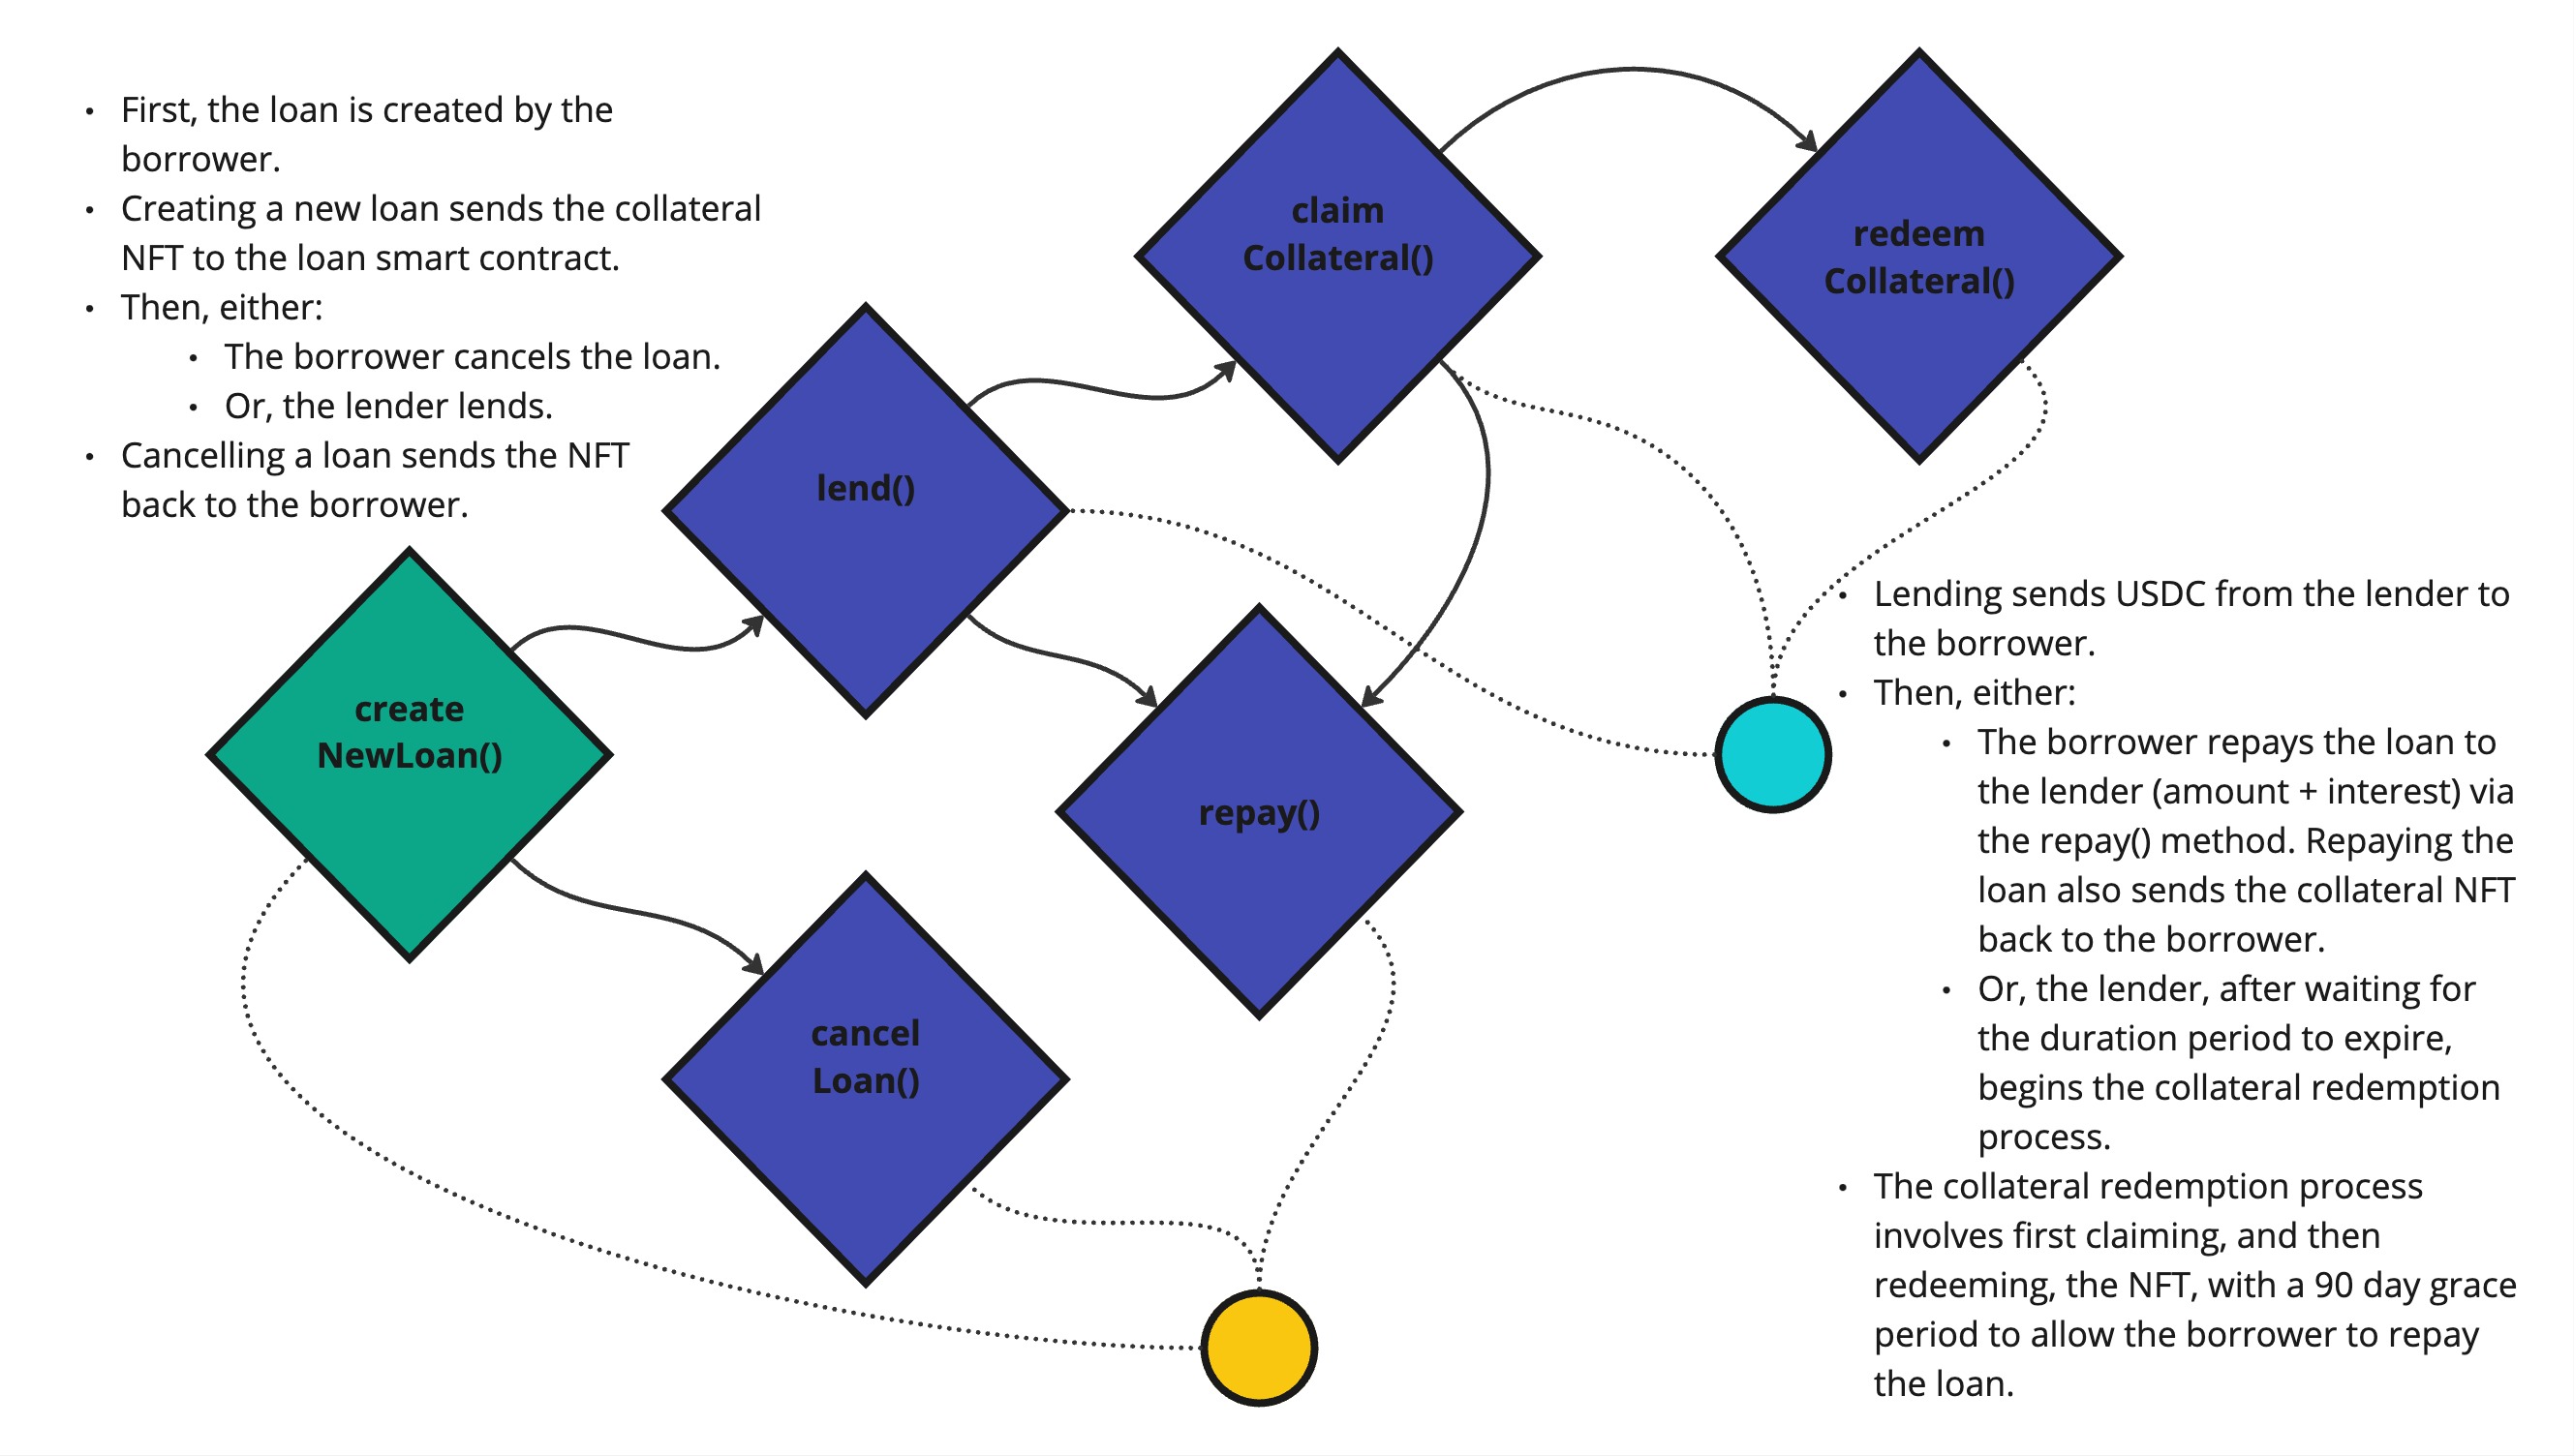 • First, the loan is created by the
borrower.
• Creating a new loan sends the collateral
NFT to the loan smart contract.
• Then, either:
• The borrower cancels the loan.
• Or, the lender lends.
• Cancelling a loan sends the NFT
back to the borrower.
claim
Collateral()
redeem
Collateral()
lend()
create
NewLoan()
repay()
cancel
Loan()
• Lending sends USDC from the lender to
the borrower.
• Then, either:
• The borrower repays the loan to
the lender (amount + interest) via
the repay() method. Repaying the
loan also sends the collateral NFT
back to the borrower.
• Or, the lender, after waiting for
the duration period to expire,
begins the collateral redemption
process.
• The collateral redemption process
involves first claiming, and then
redeeming, the NFT, with a 90 day grace
period to allow the borrower to repay
the loan.